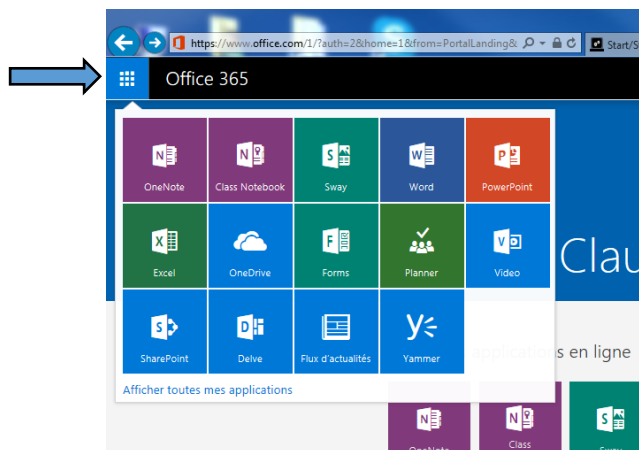 https://www.office.com/1/?auth=2&home=1&from=PortalLanding&
Start/S
Office 365
OneNote
Class Notebook
Sway
Word
PowerPoint
Excel
OneDrive
Forms
Planner
Video
Clau
SharePoint
Delve
Flux d'actualités
Yammer
applications en ligne
Afficher toutes mes applications
OneNote
Class
Sway